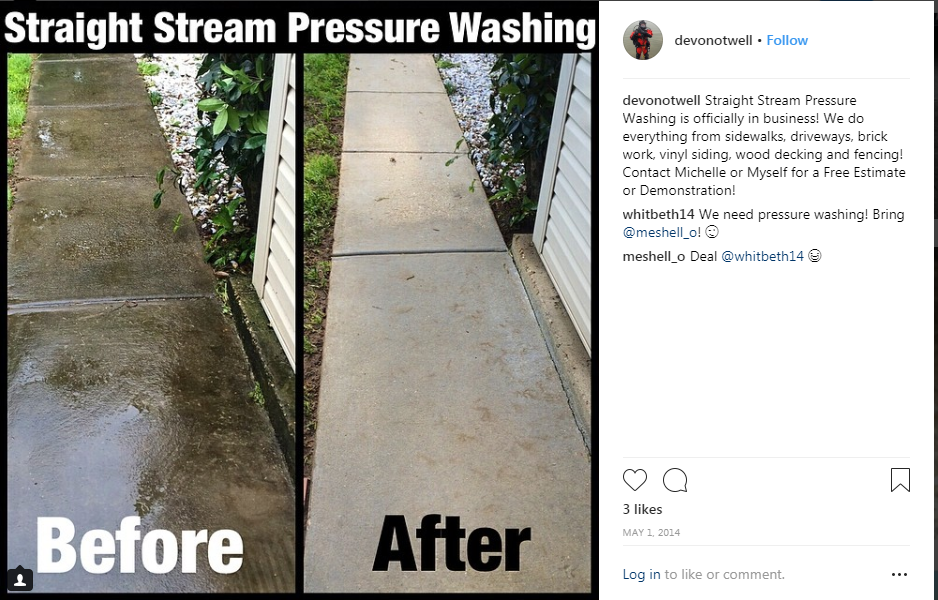 Straight Stream Pressure Washing
Before
After
devonotwell • Follow
devonotwell Straight Stream Pressure
Washing is officially in business! We do
everything from sidewalks, driveways, brick
work, vinyl siding, wood decking and fencing!
Contact Michelle or Myself for a Free Estimate
or Demonstration!
whitbeth14 We need pressure washing! Bring
@meshell_o! 🙂
meshell_o Deal @whitbeth14 😀
3 likes
MAY 1, 2014
Log in to like or comment.